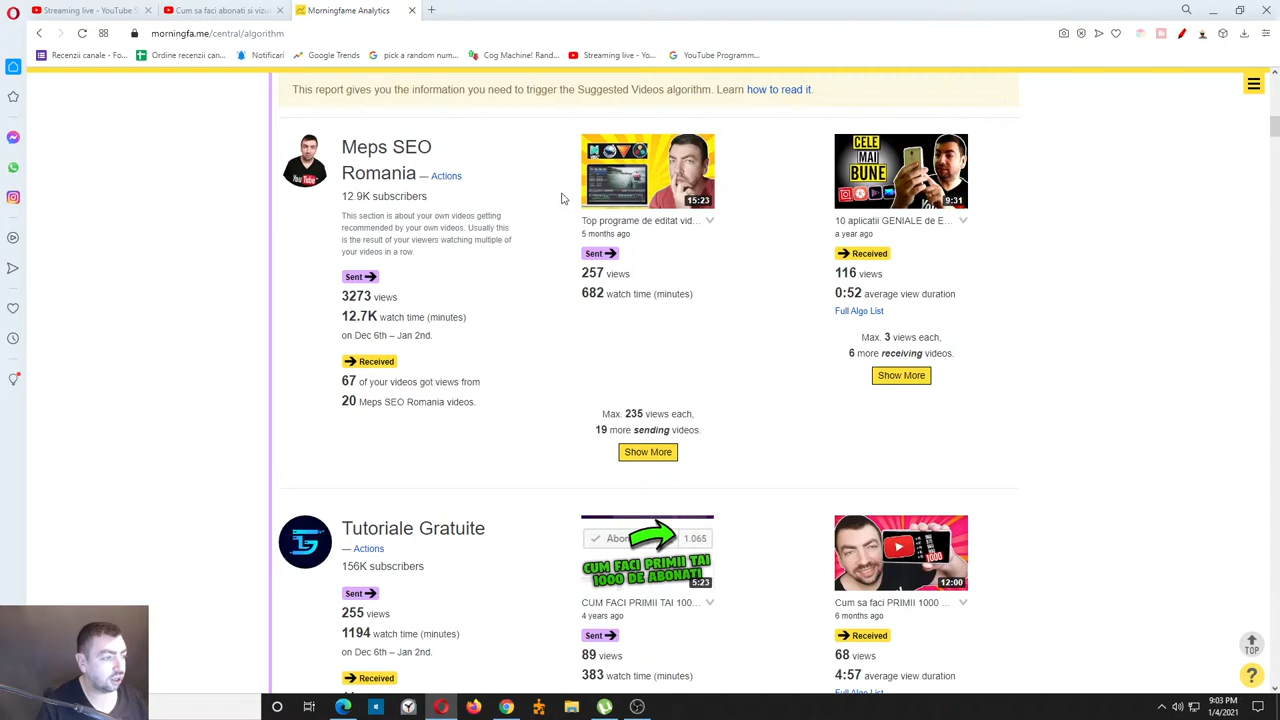 Streaming live - YouTube S
Cum sa faci abonati si vizu
Morningfame Analytics
morningfa.me/central/algorithm
Recenzii canale - Fo...
Ordine recenzii can...
Notificari
Google Trends
pick a random num...
Cog Machine! Rand...
Streaming live - Yo...
YouTube Programm...
This report gives you the information you need to trigger the Suggested Videos algorithm. Learn how to read it.
Meps SEO
Romania — Actions
12.9K subscribers
This section is about your own videos getting
recommended by your own videos. Usually this
is the result of your viewers watching multiple of
your videos in a row.
Sent
3273 views
12.7K watch time (minutes)
on Dec 6th – Jan 2nd.
Received
67 of your videos got views from
20 Meps SEO Romania videos.
15:23
Top programe de editat vid...
5 months ago
Sent
257 views
682 watch time (minutes)
Max. 235 views each,
19 more sending videos.
Show More
CELE
MAI
BUNE
9:31
10 aplicatii GENIALE de E...
a year ago
Received
116 views
0:52 average view duration
Full Algo List
Max. 3 views each,
6 more receiving videos.
Show More
TOP
Tutoriale Gratuite
— Actions
156K subscribers
Sent
255 views
1194 watch time (minutes)
on Dec 6th – Jan 2nd.
Received
Abon
1.065
CUM FACI PRIMII TAI
1000 DE ABONATI
5:23
CUM FACI PRIMII TAI 100...
4 years ago
Sent
89 views
383 watch time (minutes)
1000
12:00
Cum sa faci PRIMII 1000 ...
6 months ago
Received
68 views
4:57 average view duration
Full Algo List
?
You Tube
9:03 PM
1/4/2021